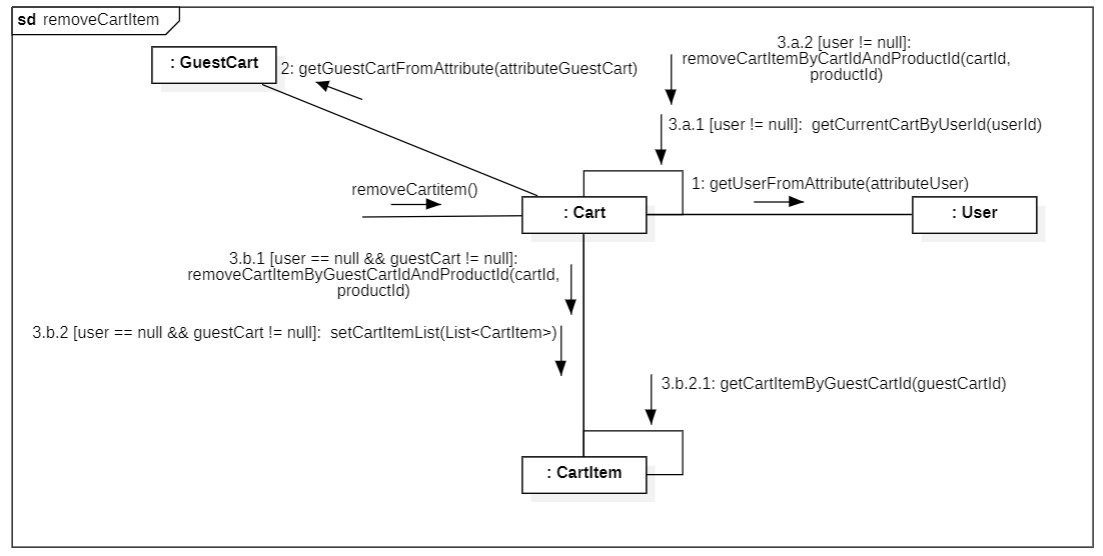 sd removeCartItem
: GuestCart
2: getGuestCartFromAttribute(attributeGuestCart)
3.a.2 [user != null]:
removeCartItemByCartIdAndProductId(cartId,
productId)
3.a.1 [user != null]:  getCurrentCartByUserId(userId)
removeCartitem()
1: getUserFromAttribute(attributeUser)
: Cart
: User
3.b.1 [user == null && guestCart != null]:
removeCartItemByGuestCartIdAndProductId(cartId,
productId)
3.b.2 [user == null && guestCart != null]:  setCartItemList(List<CartItem>)
3.b.2.1: getCartItemByGuestCartId(guestCartId)
: CartItem